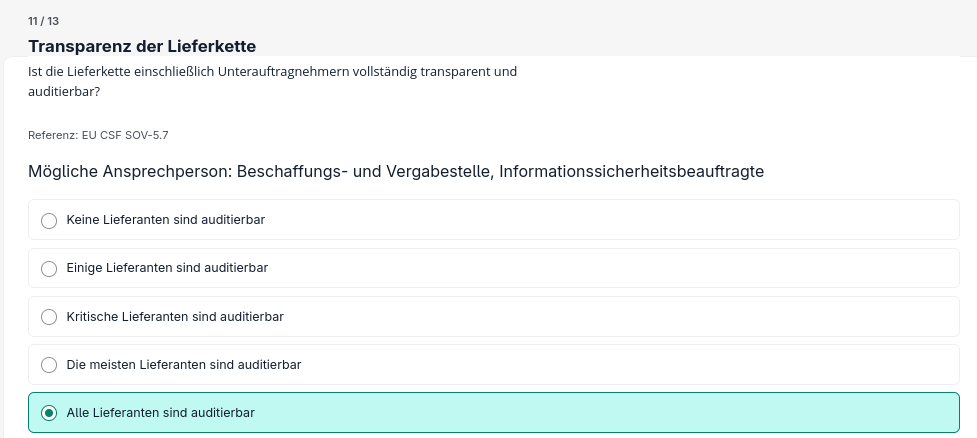 11 / 13
Transparenz der Lieferkette
Ist die Lieferkette einschließlich Unterauftragnehmern vollständig transparent und
auditierbar?
Referenz: EU CSF SOV-5.7
Mögliche Ansprechperson: Beschaffungs- und Vergabestelle, Informationssicherheitsbeauftragte
Keine Lieferanten sind auditierbar
Einige Lieferanten sind auditierbar
Kritische Lieferanten sind auditierbar
Die meisten Lieferanten sind auditierbar
Alle Lieferanten sind auditierbar